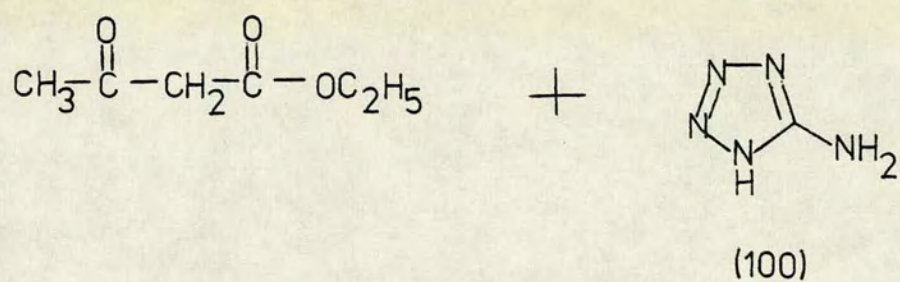 O O
CH3-C-CH2-C-OC2H5 + N N
N N H NH2
(100)